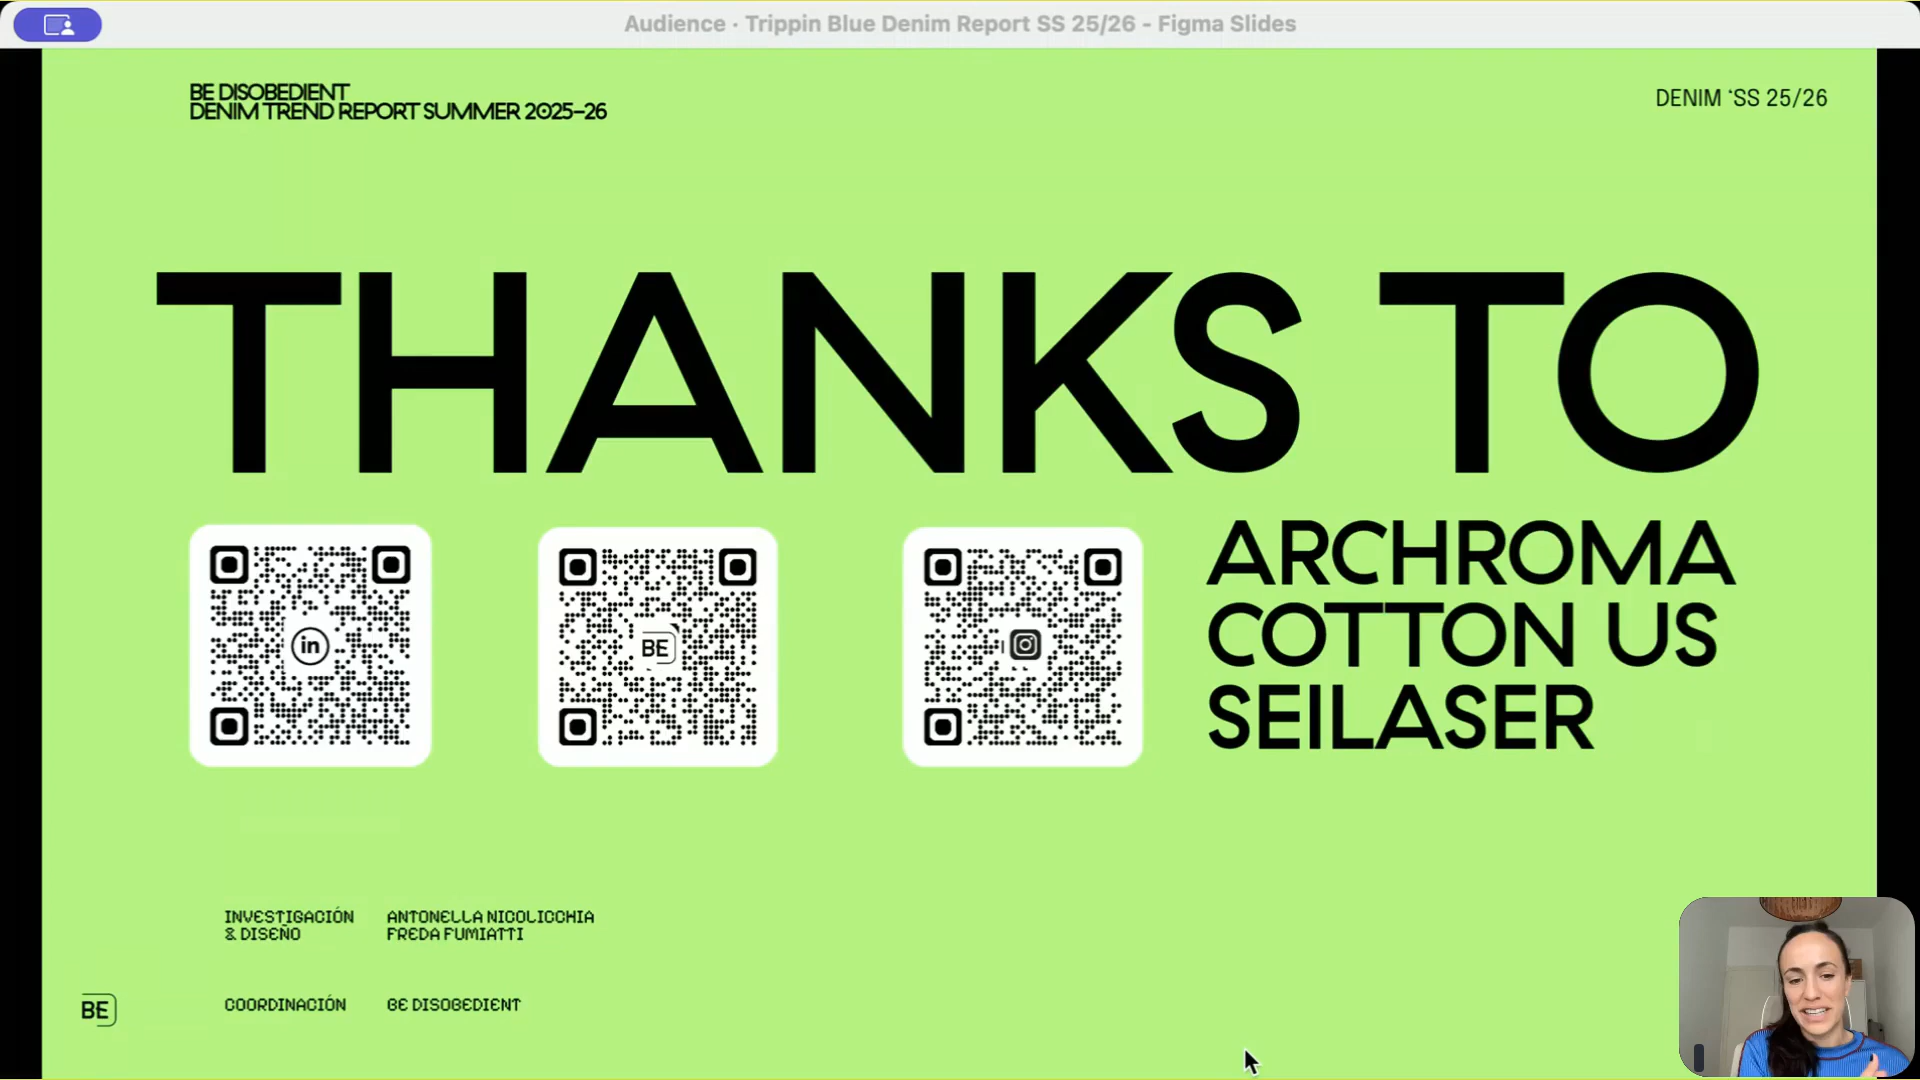 Audience · Trippin Blue Denim Report SS 25/26 - Figma Slides
BE DISOBEDIENT
DENIM TREND REPORT SUMMER 2025-26
DENIM ‘SS 25/26
THANKS TO
in
BE
ARCHROMA
COTTON US
SEILASER
INVESTIGACIÓN
& DISEÑO
ANTONELLA NICOLICCHIA
FREDA FUMIATTI
COORDINACIÓN
BE DISOBEDIENT
BE